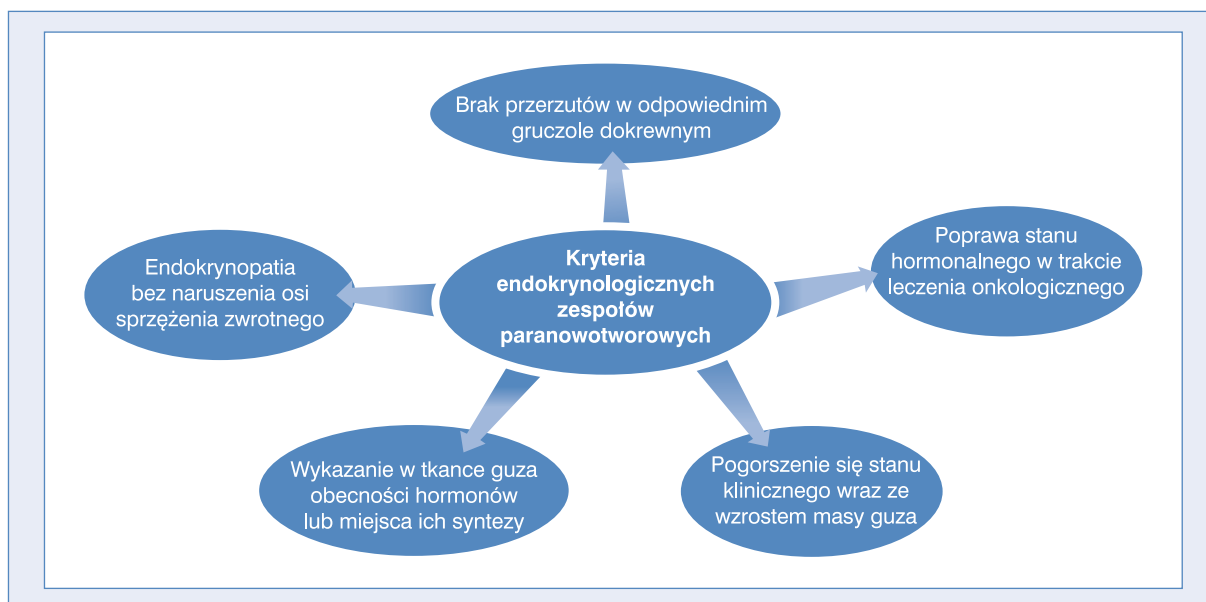 Brak przerzutów w odpowiednim
gruczole dokrewnym
Endokrynopatia
bez naruszenia osi
sprzężenia zwrotnego
Kryteria
endokrynologicznych
zespołów
paranowotworowych
Poprawa stanu
hormonalnego w trakcie
leczenia onkologicznego
Wykazanie w tkance guza
obecności hormonów
lub miejsca ich syntezy
Pogorszenie się stanu
klinicznego wraz ze
wzrostem masy guza